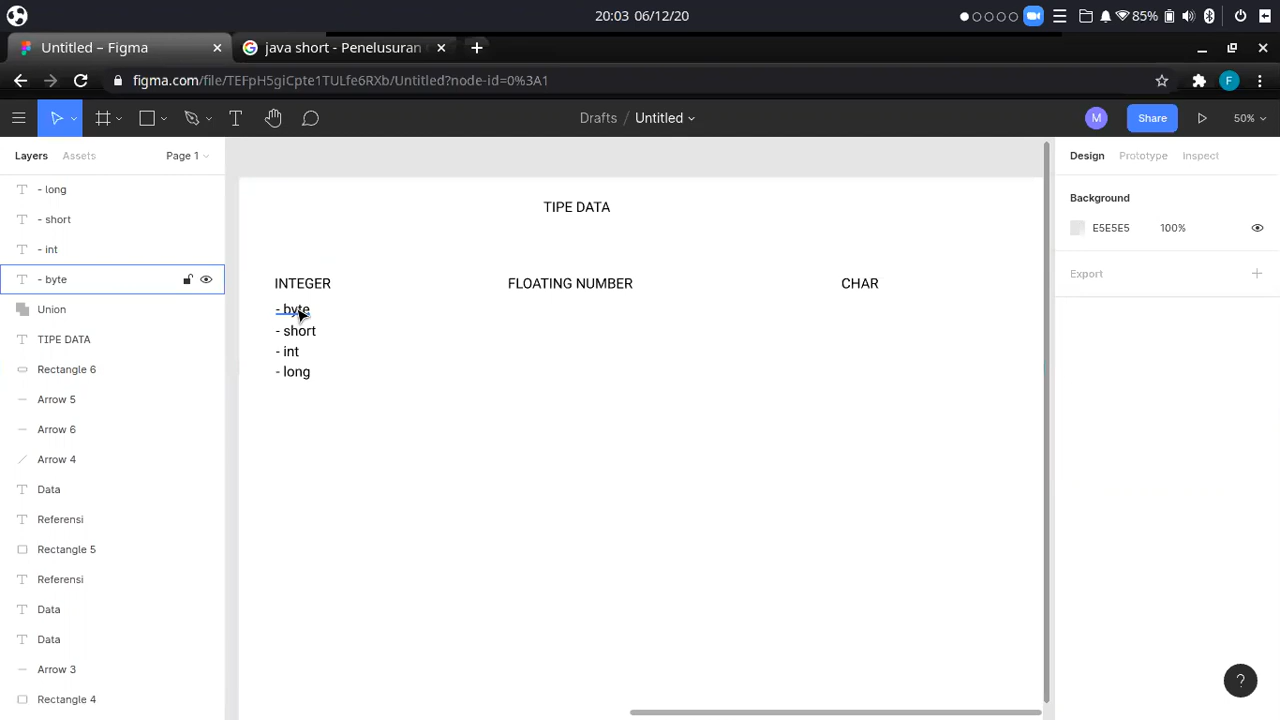 20:03 06/12/20
85%
Untitled – Figma
java short - Penelusuran
figma.com/file/TEFpH5giCpte1TULfe6RXb/Untitled?node-id=0%3A1
F
Drafts / Untitled
M
Share
50%
Layers
Assets
Page 1
- long
- short
- int
- byte
Union
TIPE DATA
Rectangle 6
Arrow 5
Arrow 6
Arrow 4
Data
Referensi
Rectangle 5
Referensi
Data
Data
Arrow 3
Rectangle 4
TIPE DATA
INTEGER
FLOATING NUMBER
CHAR
- byte
- short
- int
- long
Design
Prototype
Inspect
Background
E5E5E5
100%
Export
?